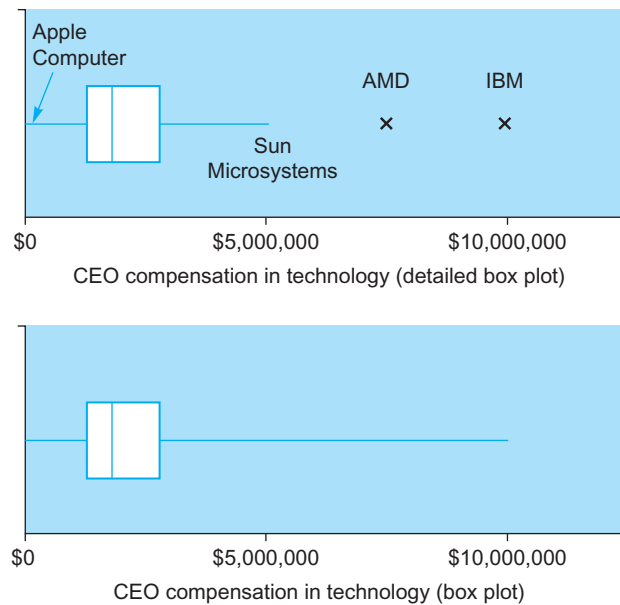 Apple
Computer
AMD
IBM
Sun
Microsystems
$0
$5,000,000
$10,000,000
CEO compensation in technology (detailed box plot)
$0
$5,000,000
$10,000,000
CEO compensation in technology (box plot)